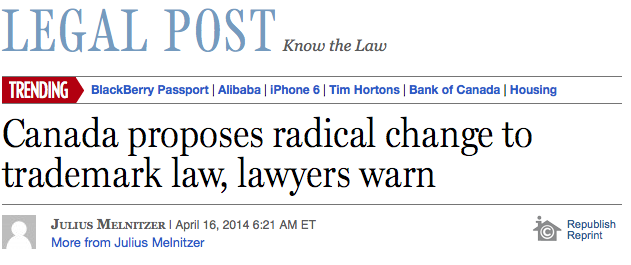 LEGAL POST Know the Law
TRENDING BlackBerry Passport | Alibaba | iPhone 6 | Tim Hortons | Bank of Canada | Housing
Canada proposes radical change to
trademark law, lawyers warn
JULIUS MELNITZER | April 16, 2014 6:21 AM ET
More from Julius Melnitzer
Republish
Reprint